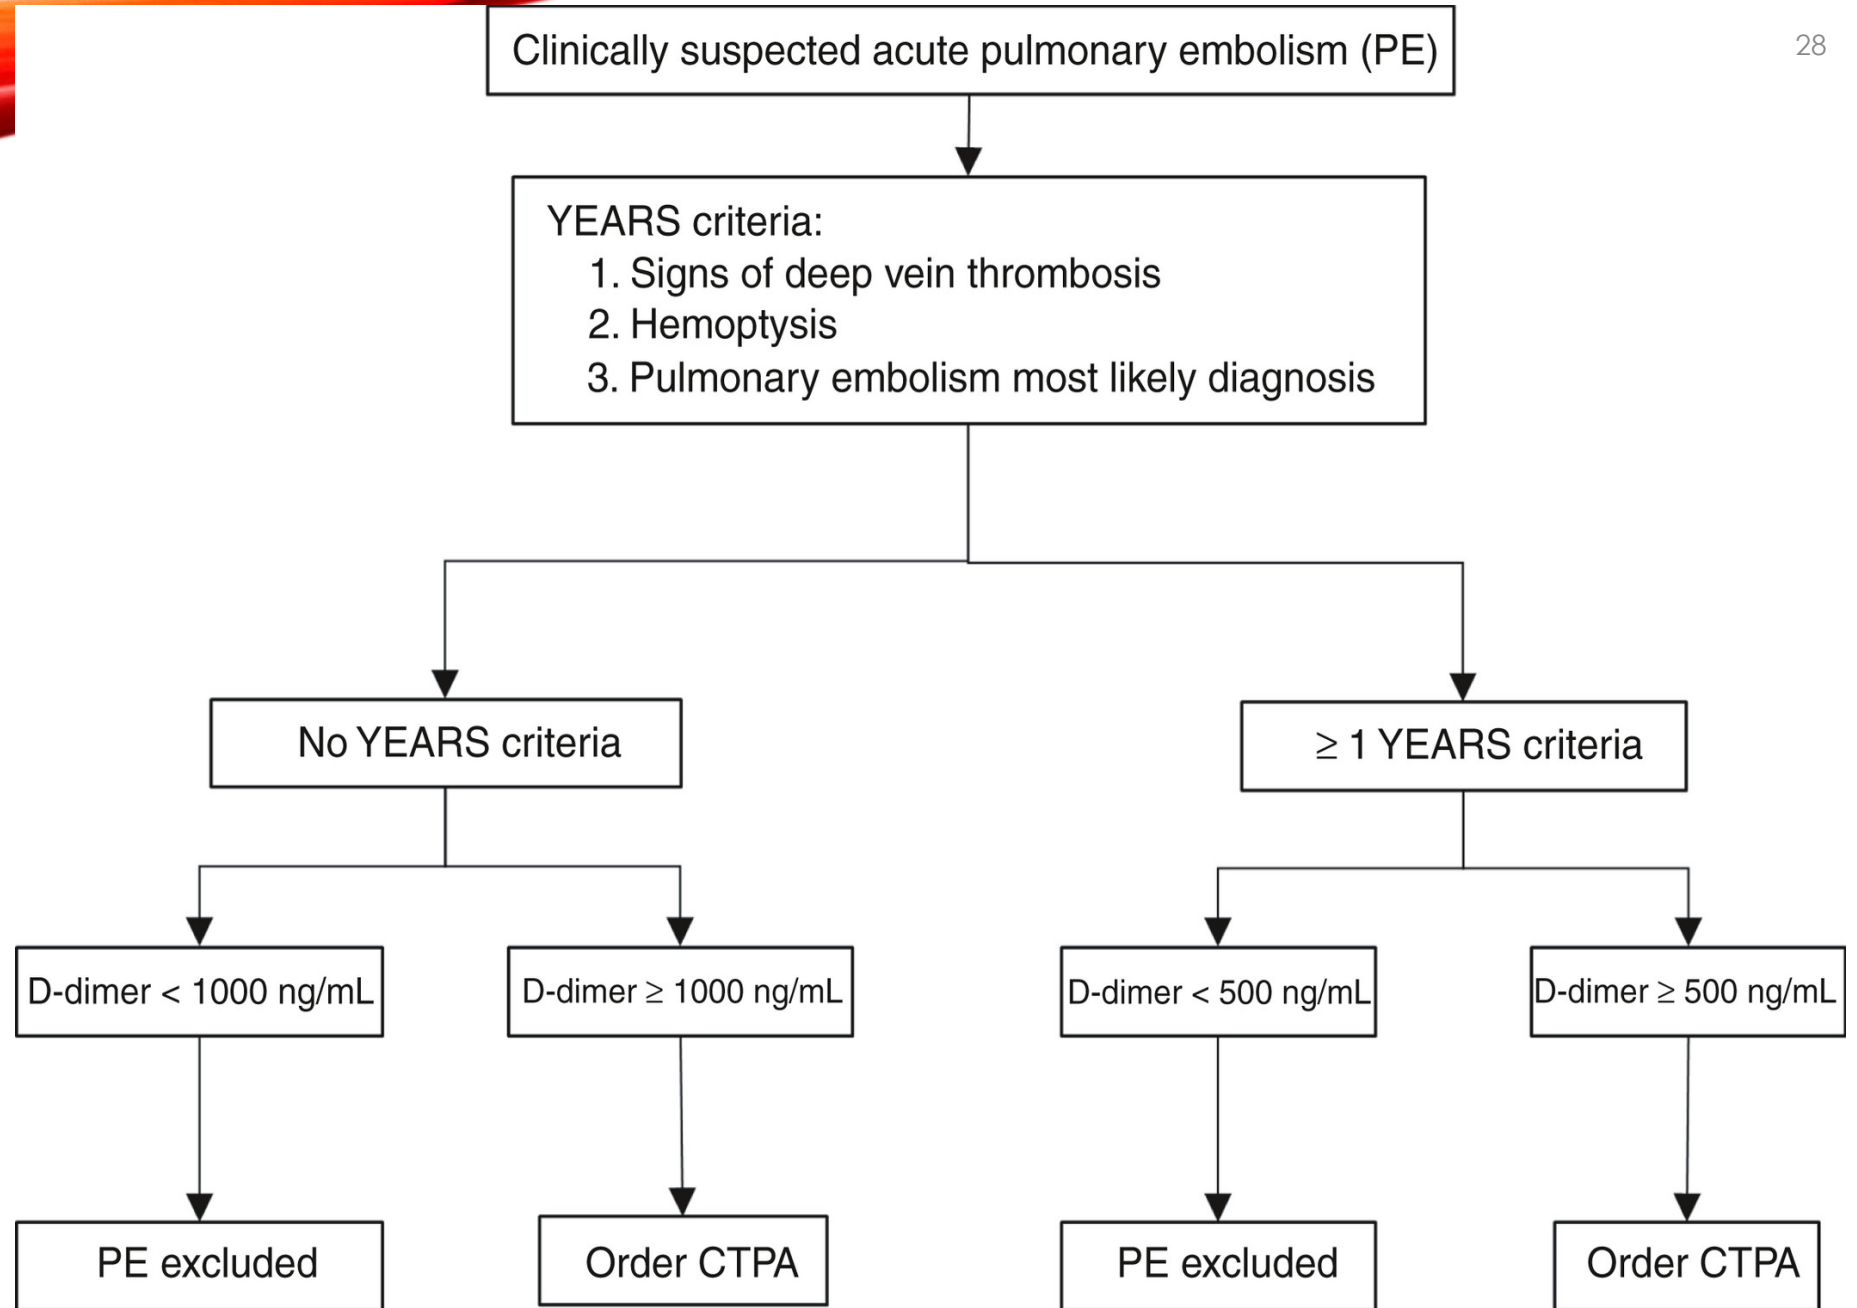 28
Clinically suspected acute pulmonary embolism (PE)
YEARS criteria:
1. Signs of deep vein thrombosis
2. Hemoptysis
3. Pulmonary embolism most likely diagnosis
No YEARS criteria
≥ 1 YEARS criteria
D-dimer < 1000 ng/mL
D-dimer ≥ 1000 ng/mL
D-dimer < 500 ng/mL
D-dimer ≥ 500 ng/mL
PE excluded
Order CTPA
PE excluded
Order CTPA